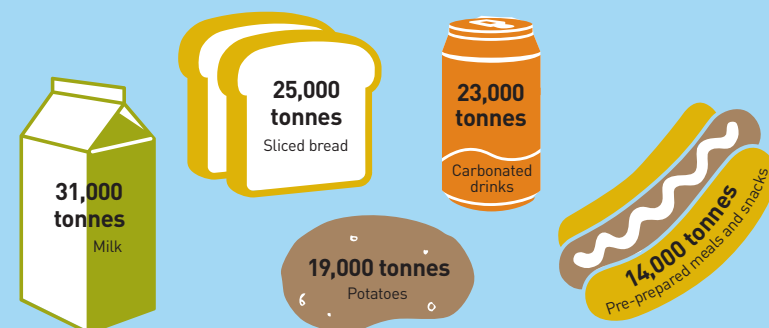 25,000
tonnes
Sliced bread
23,000
tonnes
Carbonated
drinks
31,000
tonnes
Milk
19,000 tonnes
Potatoes
14,000 tonnes
Pre-prepared meals and snacks